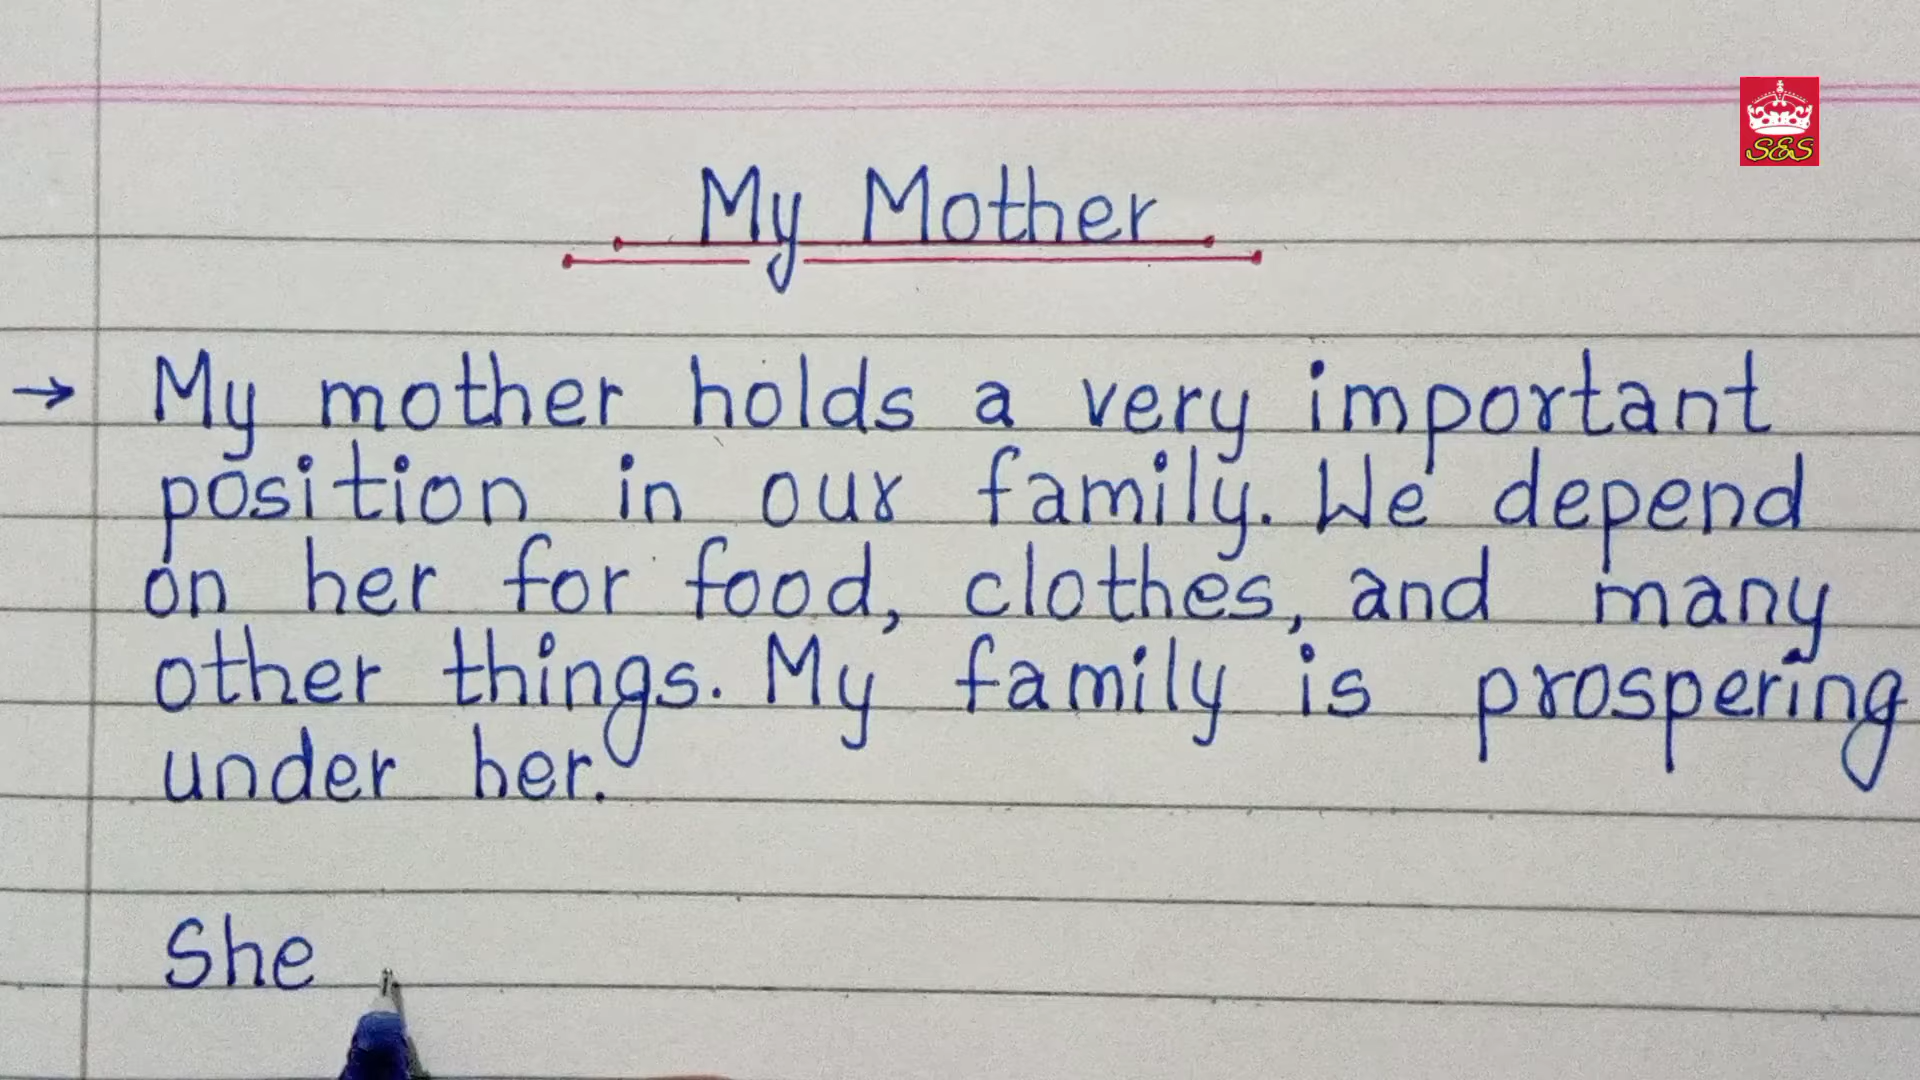 S&S
My Mother
→ My mother holds a very important
position in our family. We depend
on her for food, clothes, and many
other things. My family is prospering
under her.
She